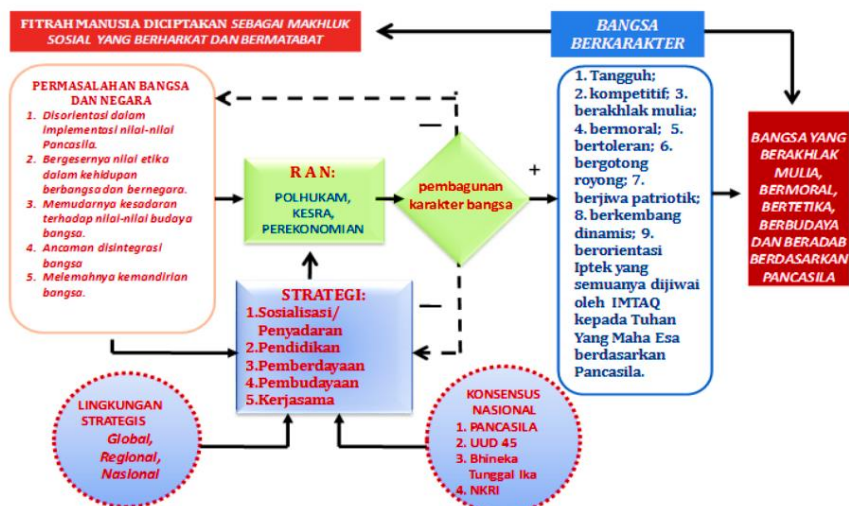 FITRAH MANUSIA DICIPTAKAN SEBAGAI MAKHLUK
SOSIAL YANG BERHARKAT DAN BERMATABAT
BANGSA
BERKARAKTER
PERMASALAHAN BANGSA
DAN NEGARA
1. Disorientasi dalam
implementasi nilai-nilai
Pancasila.
2. Bergesernya nilai etika
dalam kehidupan
berbangsa dan bernegara.
3. Memudarnya kesadaran
terhadap nilai-nilai budaya
bangsa.
4. Ancaman disintegrasi
bangsa
5. Melemahnya kemandirian
bangsa.
R A N:
POLHUKAM,
KESRA,
PEREKONOMIAN
—
pembagunan
karakter bangsa
+
—
1. Tangguh;
2. kompetitif; 3.
berakhlak mulia;
4. bermoral; 5.
bertoleran; 6.
bergotong
royong; 7.
berjiwa patriotik;
8. berkembang
dinamis; 9.
berorientasi
Iptek yang
semuanya dijiwai
oleh IMTAQ
kepada Tuhan
Yang Maha Esa
berdasarkan
Pancasila.
BANGSA YANG
BERAKHLAK
MULIA,
BERMORAL,
BERTETIKA,
BERBUDAYA
DAN BERADAB
BERDASARKAN
PANCASILA
STRATEGI:
1.Sosialisasi/
Penyadaran
2.Pendidikan
3.Pemberdayaan
4.Pembudayaan
5.Kerjasama
LINGKUNGAN
STRATEGIS
Global,
Regional,
Nasional
KONSENSUS
NASIONAL
1. PANCASILA
2. UUD 45
3. Bhineka
Tunggal Ika
4. NKRI